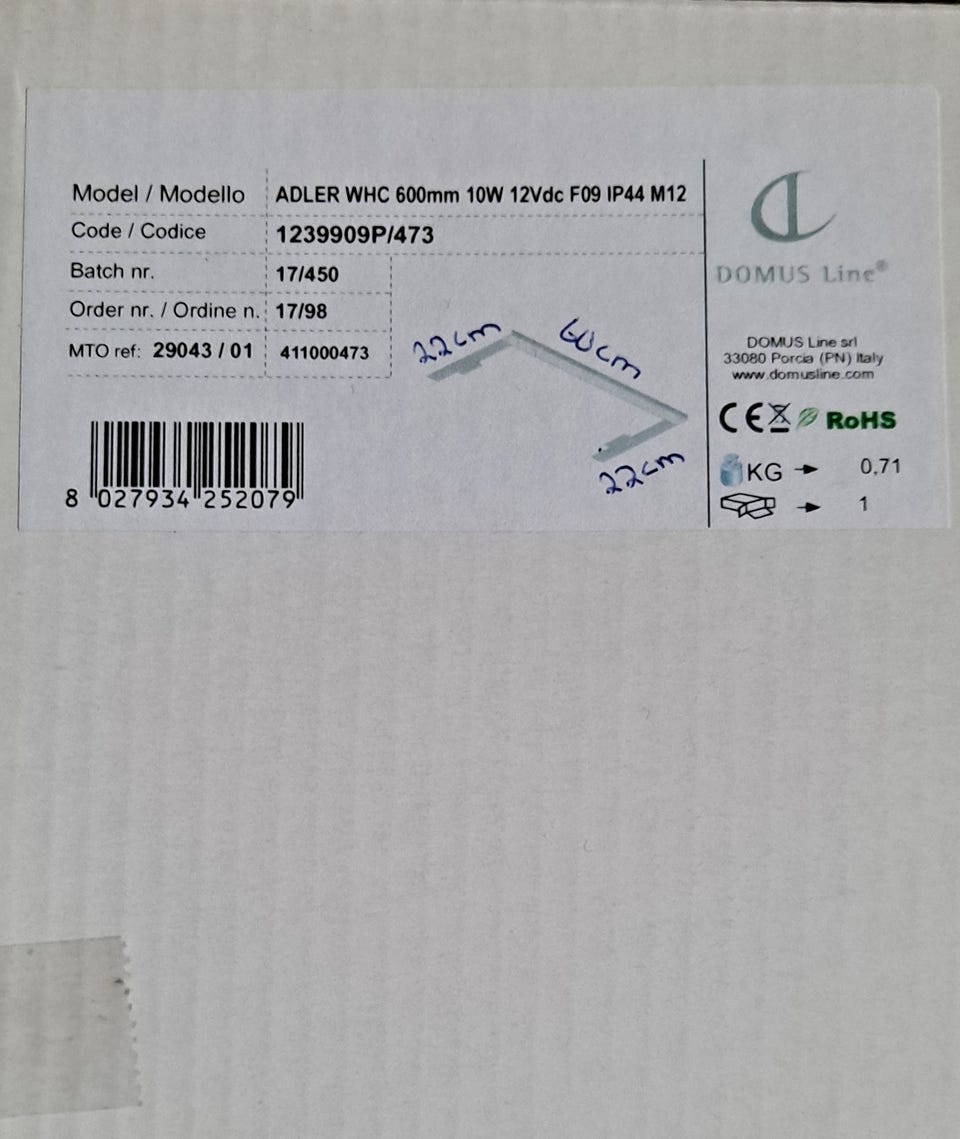 Model / Modello ADLER WHC 600mm 10W 12Vdc F09 IP44 M12
Code / Codice 1239909P/473
Batch nr. 17/450
Order nr. / Ordine n. 17/98
MTO ref: 29043 / 01 411000473
22cm
60cm
22cm
8 027934 252079
DOMUS Line®
DOMUS Line srl
33080 Porcia (PN) Italy
www.domusline.com
CE RoHS
KG 0,71
1